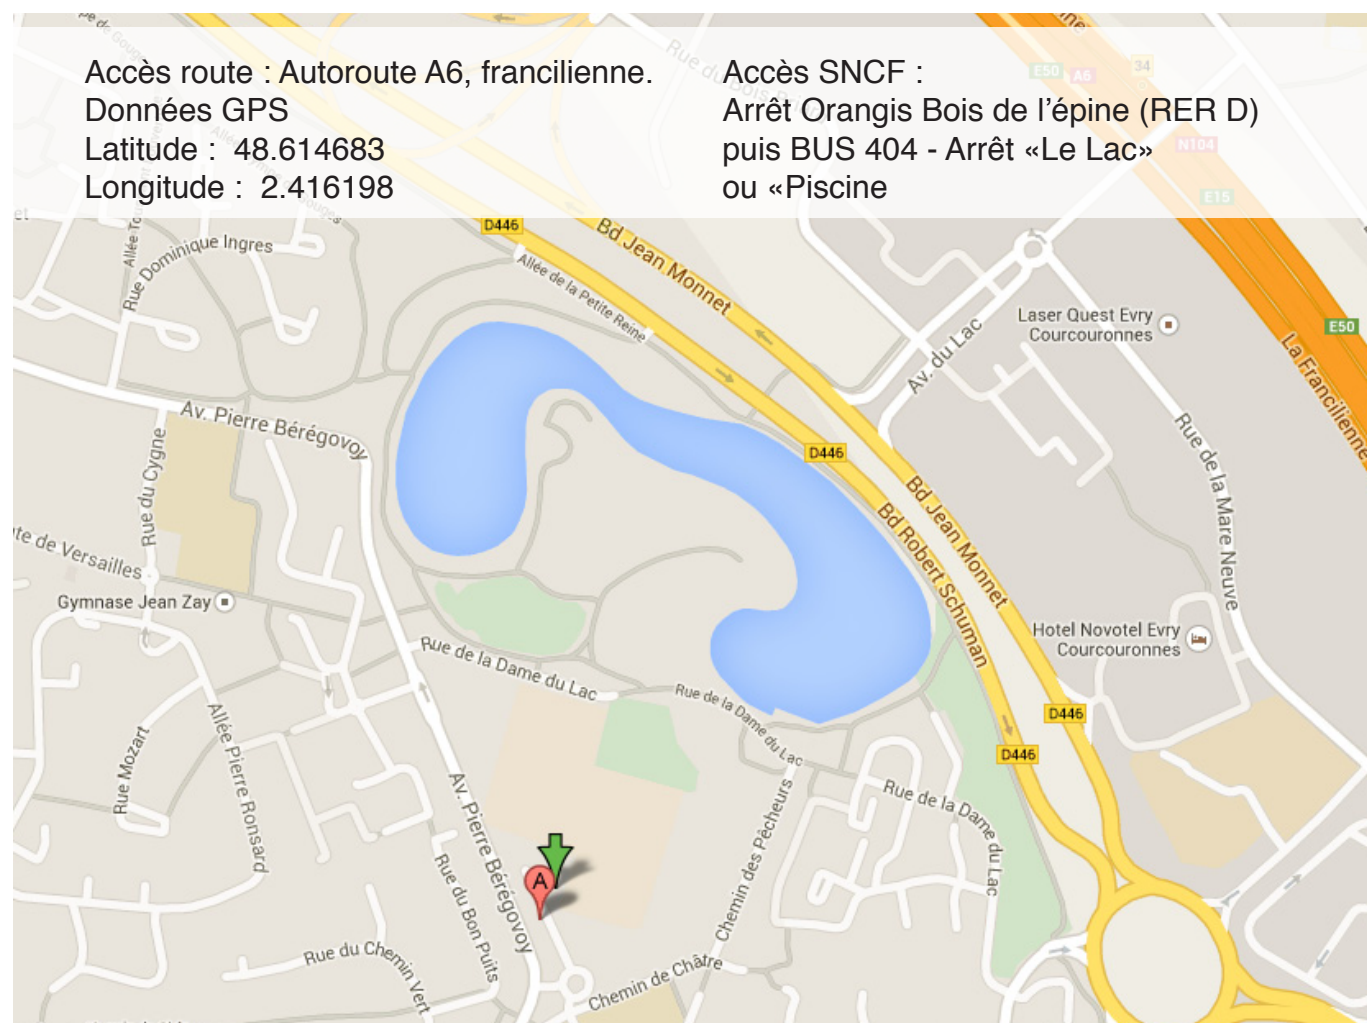 Accès route : Autoroute A6, francilienne.
Données GPS
Latitude : 48.614683
Longitude : 2.416198
Accès SNCF :
Arrêt Orangis Bois de l'épine (RER D)
puis BUS 404 - Arrêt «Le Lac»
ou «Piscine
E50
A6
34
N104
E15
D446
Bd Jean Monnet
Rue Dominique Ingres
Allée de la Petite Reine
Laser Quest Evry
Courcouronnes
E50
Av. du Lac
La Francilienne
Av. Pierre Bérégovoy
Rue du Cygne
D446
Rue de la Mare Neuve
Bd Jean Monnet
Bd Robert Schuman
te de Versailles
Gymnase Jean Zay
Hotel Novotel Evry
Courcouronnes
Rue de la Dame du Lac
Rue de la Dame du Lac
D446
D446
Rue Mozart
Allée Pierre Ronsard
Av. Pierre Bérégovoy
Rue de la Dame du Lac
Chemin des Pêcheurs
A
Rue du Bon Puits
Rue du Chemin Vert
Chemin de Châtre